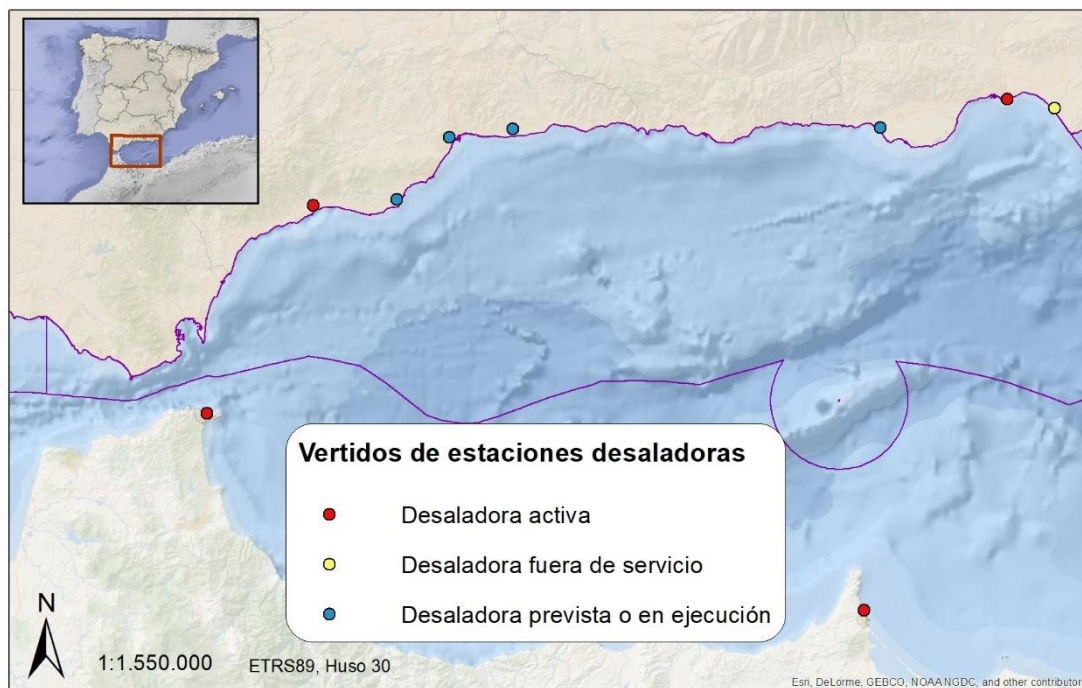 Vertidos de estaciones desaladoras
Desaladora activa
Desaladora fuera de servicio
Desaladora prevista o en ejecución
N
1:1.550.000
ETRS89, Huso 30
Esri, DeLorme, GEBCO, NOAA NGDC, and other contributor